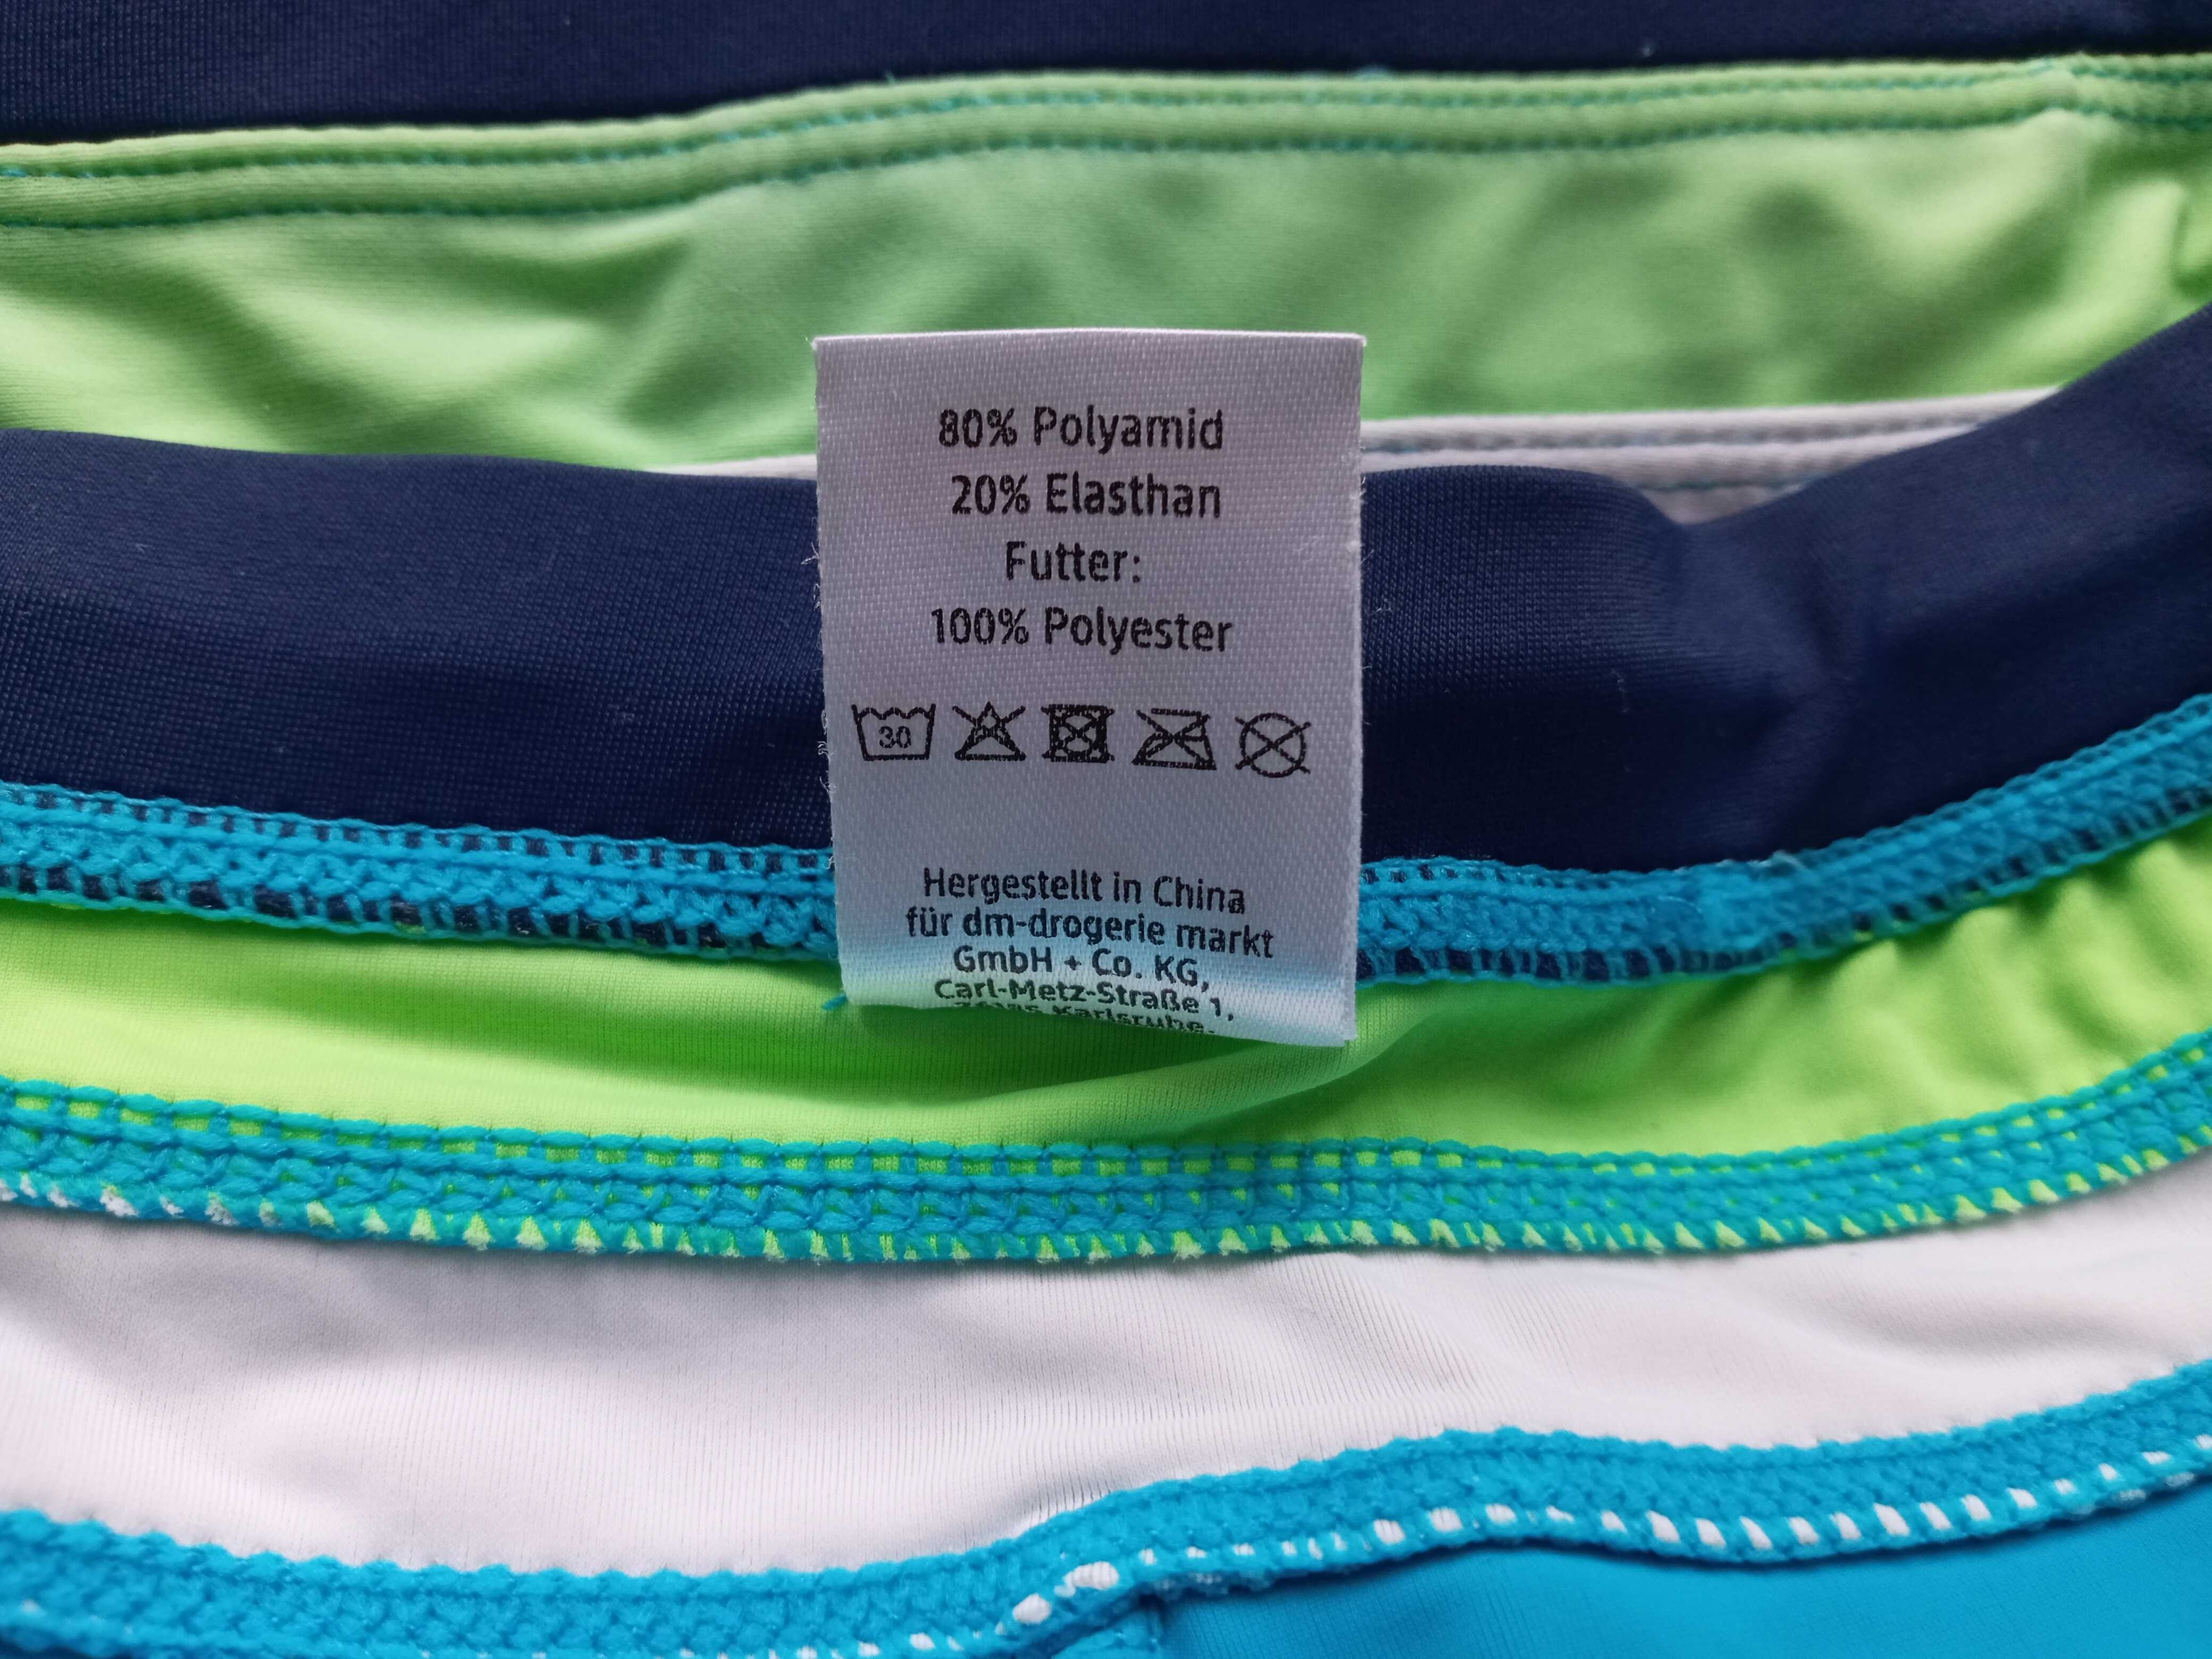 80% Polyamid
20% Elasthan
Futter:
100% Polyester
30
Hergestellt in China
für dm-drogerie markt
GmbH + Co. KG,
Carl-Metz-Straße 1,
Karlsruhe.